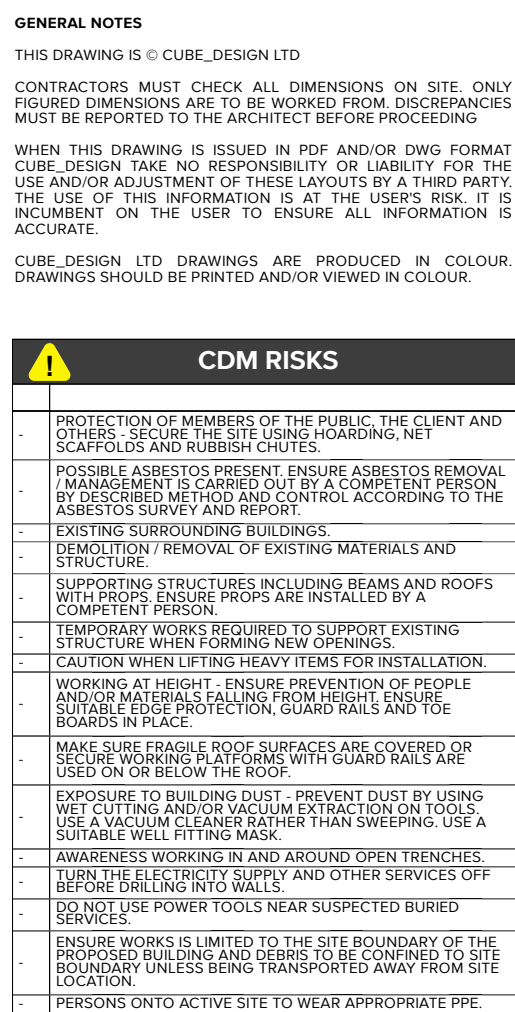 GENERAL NOTES
THIS DRAWING IS © CUBE_DESIGN LTD
CONTRACTORS MUST CHECK ALL DIMENSIONS ON SITE. ONLY
FIGURED DIMENSIONS ARE TO BE WORKED FROM. DISCREPANCIES
MUST BE REPORTED TO THE ARCHITECT BEFORE PROCEEDING
WHEN THIS DRAWING IS ISSUED IN PDF AND/OR DWG FORMAT
CUBE_DESIGN TAKE NO RESPONSIBILITY OR LIABILITY FOR THE
USE AND/OR ADJUSTMENT OF THESE LAYOUTS BY A THIRD PARTY.
THE USE OF THIS INFORMATION IS AT THE USER'S RISK. IT IS
INCUMBENT ON THE USER TO ENSURE ALL INFORMATION IS
ACCURATE.
CUBE_DESIGN LTD DRAWINGS ARE PRODUCED IN COLOUR.
DRAWINGS SHOULD BE PRINTED AND/OR VIEWED IN COLOUR.
! CDM RISKS
- PROTECTION OF MEMBERS OF THE PUBLIC, THE CLIENT AND
OTHERS - SECURE THE SITE USING HOARDING, NET
SCAFFOLDS AND RUBBISH CHUTES.
- POSSIBLE ASBESTOS PRESENT. ENSURE ASBESTOS REMOVAL
/ MANAGEMENT IS CARRIED OUT BY A COMPETENT PERSON
BY DESCRIBED METHOD AND CONTROL ACCORDING TO THE
ASBESTOS SURVEY AND REPORT.
- EXISTING SURROUNDING BUILDINGS.
- DEMOLITION / REMOVAL OF EXISTING MATERIALS AND
STRUCTURE.
- SUPPORTING STRUCTURES INCLUDING BEAMS AND ROOFS
WITH PROPS. ENSURE PROPS ARE INSTALLED BY A
COMPETENT PERSON.
- TEMPORARY WORKS REQUIRED TO SUPPORT EXISTING
STRUCTURE WHEN FORMING NEW OPENINGS.
- CAUTION WHEN LIFTING HEAVY ITEMS FOR INSTALLATION.
- WORKING AT HEIGHT - ENSURE PREVENTION OF PEOPLE
AND/OR MATERIALS FALLING FROM HEIGHT. ENSURE
SUITABLE EDGE PROTECTION, GUARD RAILS AND TOE
BOARDS IN PLACE.
- MAKE SURE FRAGILE ROOF SURFACES ARE COVERED OR
SECURE WORKING PLATFORMS WITH GUARD RAILS ARE
USED ON OR BELOW THE ROOF.
- EXPOSURE TO BUILDING DUST - PREVENT DUST BY USING
WET CUTTING AND/OR VACUUM EXTRACTION ON TOOLS.
USE A VACUUM CLEANER RATHER THAN SWEEPING. USE A
SUITABLE WELL FITTING MASK.
- AWARENESS WORKING IN AND AROUND OPEN TRENCHES.
- TURN THE ELECTRICITY SUPPLY AND OTHER SERVICES OFF
BEFORE DRILLING INTO WALLS.
- DO NOT USE POWER TOOLS NEAR SUSPECTED BURIED
SERVICES.
- ENSURE WORKS IS LIMITED TO THE SITE BOUNDARY OF THE
PROPOSED BUILDING AND DEBRIS TO BE CONFINED TO SITE
BOUNDARY UNLESS BEING TRANSPORTED AWAY FROM SITE
LOCATION.
- PERSONS ONTO ACTIVE SITE TO WEAR APPROPRIATE PPE.